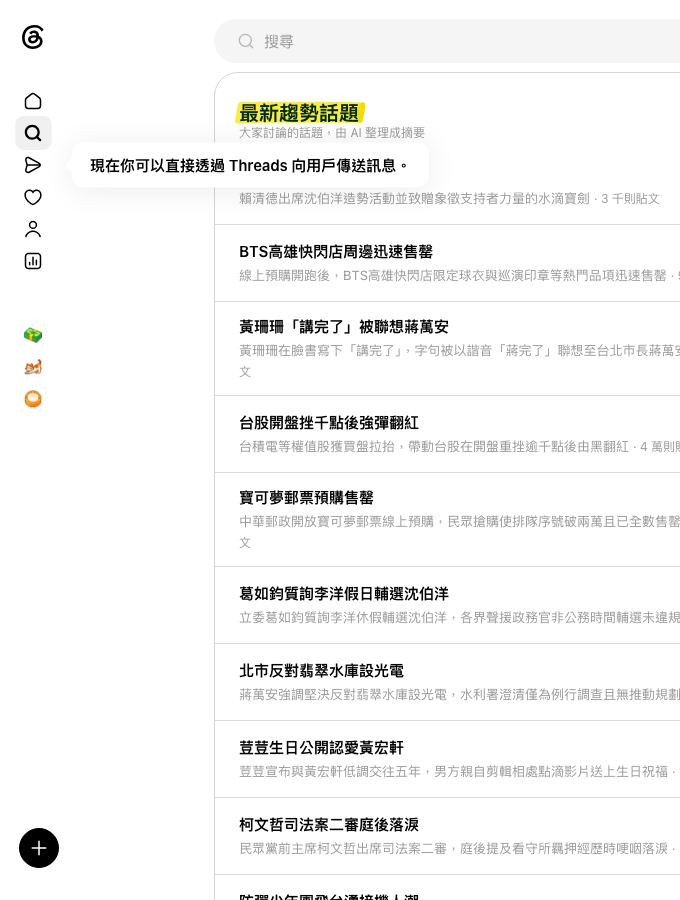 搜尋
最新趨勢話題
大家討論的話題，由 AI 整理成摘要
現在你可以直接透過 Threads 向用戶傳送訊息。
賴清德出席沈伯洋造勢活動並致贈象徵支持者力量的水滴寶劍 · 3 千則貼文
BTS高雄快閃店周邊迅速售罄
線上預購開跑後，BTS高雄快閃店限定球衣與巡演印章等熱門品項迅速售罄 ·
黃珊珊「講完了」被聯想蔣萬安
黃珊珊在臉書寫下「講完了」，字句被以諧音「蔣完了」聯想至台北市長蔣萬安
文
台股開盤挫千點後強彈翻紅
台積電等權值股獲買盤拉抬，帶動台股在開盤重挫逾千點後由黑翻紅 · 4 萬則
寶可夢郵票預購售罄
中華郵政開放寶可夢郵票線上預購，民眾搶購使排隊序號破兩萬且已全數售罄
文
葛如鈞質詢李洋假日輔選沈伯洋
立委葛如鈞質詢李洋休假輔選沈伯洋，各界聲援政務官非公務時間輔選未違規
北市反對翡翠水庫設光電
蔣萬安強調堅決反對翡翠水庫設光電，水利署澄清僅為例行調查且無推動規劃
荳荳生日公開認愛黃宏軒
荳荳宣布與黃宏軒低調交往五年，男方親自剪輯相處點滴影片送上生日祝福 ·
柯文哲司法案二審庭後落淚
民眾黨前主席柯文哲出席司法案二審，庭後提及看守所羈押經歷時哽咽落淚 ·
防彈少年團飛台湧接機人潮